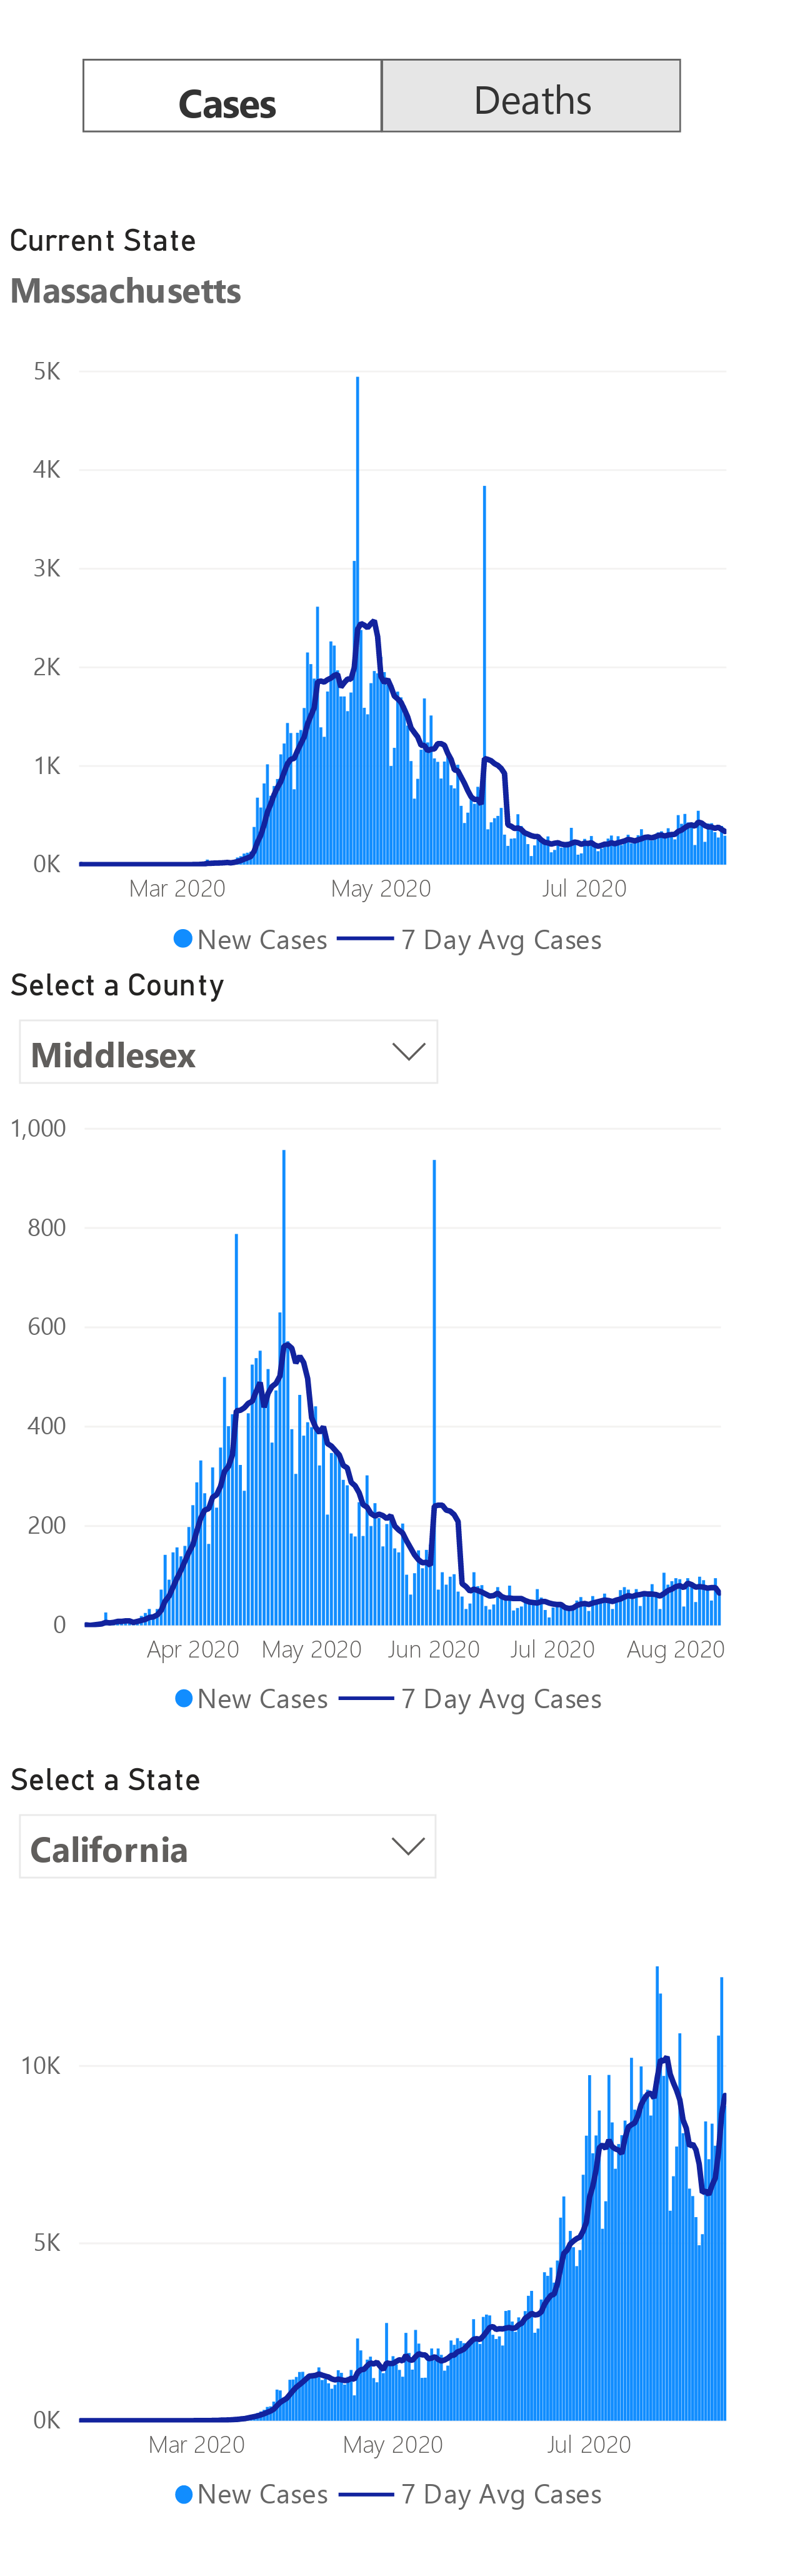 Cases Deaths
Current State
Massachusetts
5K
4K
3K
2K
1K
0K
Mar 2020 May 2020 Jul 2020
New Cases 7 Day Avg Cases
Select a County
Middlesex
1,000
800
600
400
200
0
Apr 2020 May 2020 Jun 2020 Jul 2020 Aug 2020
New Cases 7 Day Avg Cases
Select a State
California
10K
5K
0K
Mar 2020 May 2020 Jul 2020
New Cases 7 Day Avg Cases